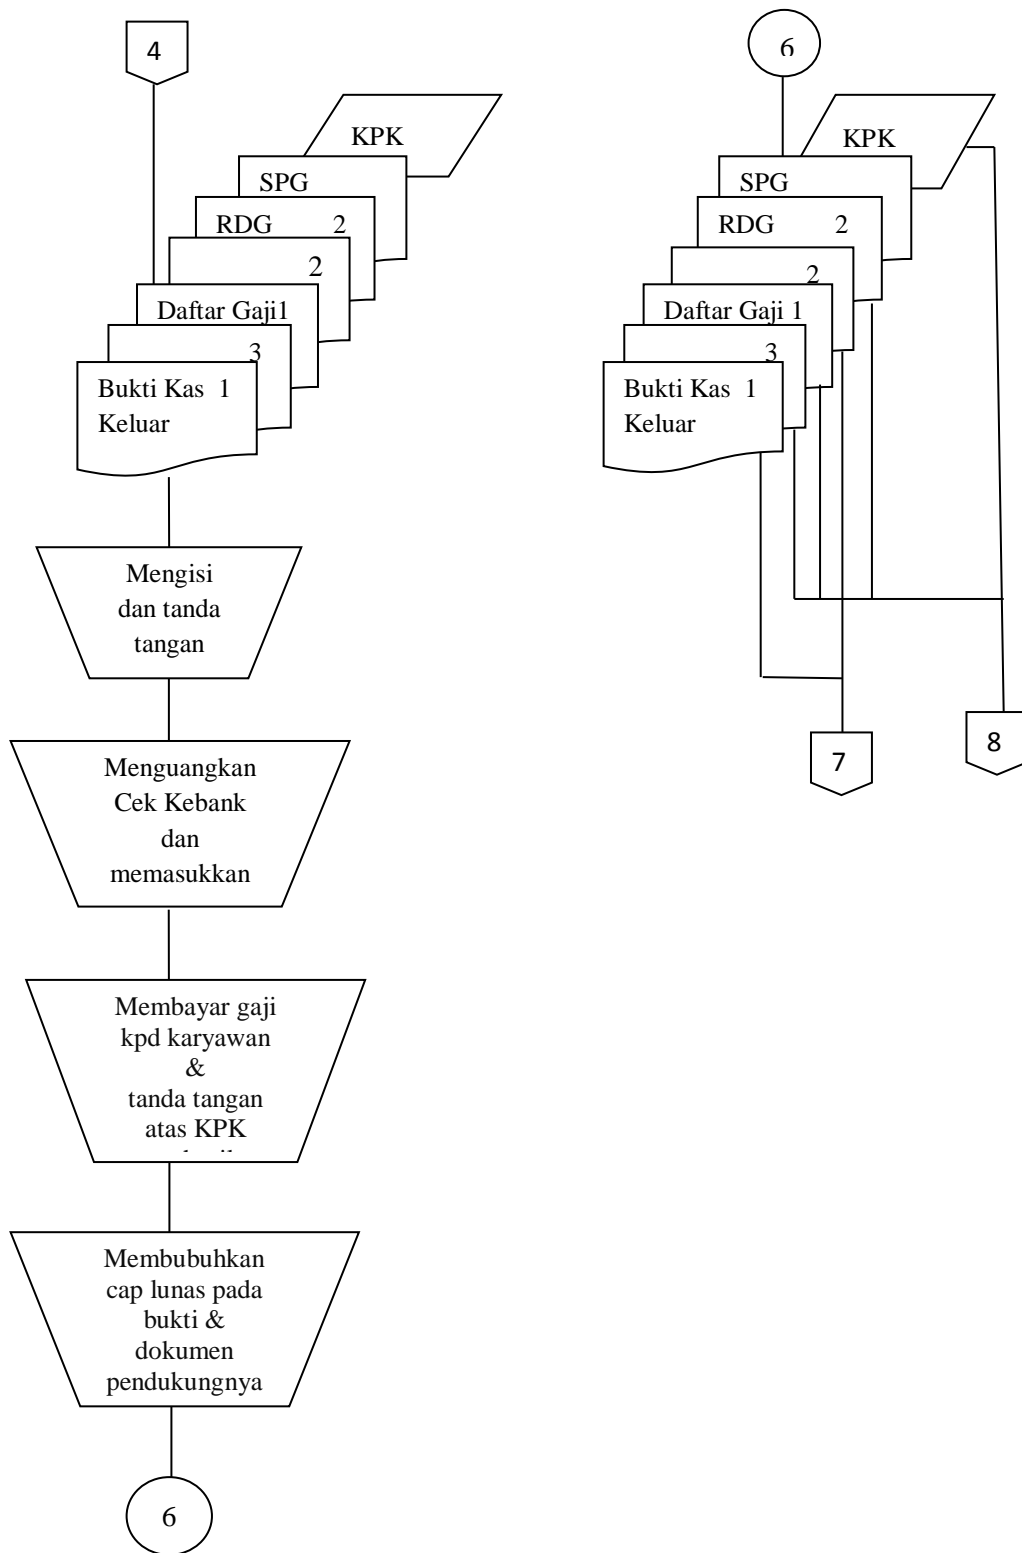 4
KPK
SPG
RDG 2
2
Daftar Gaji1
3
Bukti Kas 1
Keluar
Mengisi
dan tanda
tangan
Menguangkan
Cek Kebank
dan
memasukkan
Membayar gaji
kpd karyawan
&
tanda tangan
atas KPK
Membubuhkan
cap lunas pada
bukti &
dokumen
pendukungnya
6
6
KPK
SPG
RDG 2
2
Daftar Gaji 1
3
Bukti Kas 1
Keluar
7
8